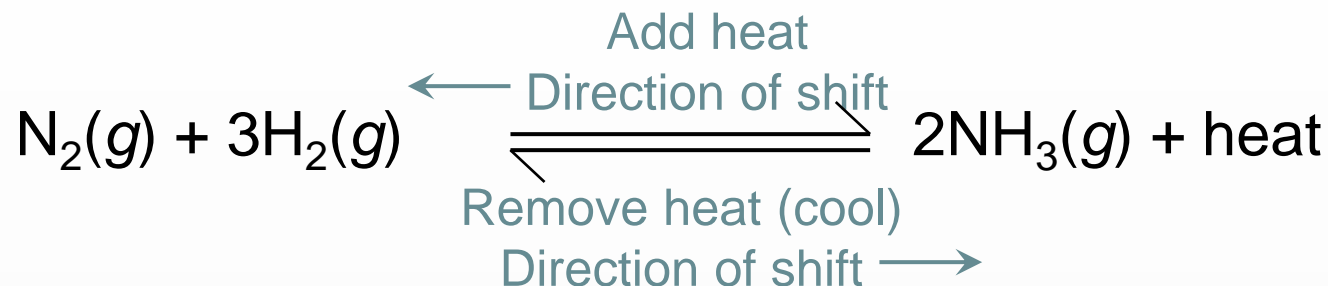 Add heat
← Direction of shift
N₂(g) + 3H₂(g) ⇌ 2NH₃(g) + heat
Remove heat (cool)
Direction of shift →